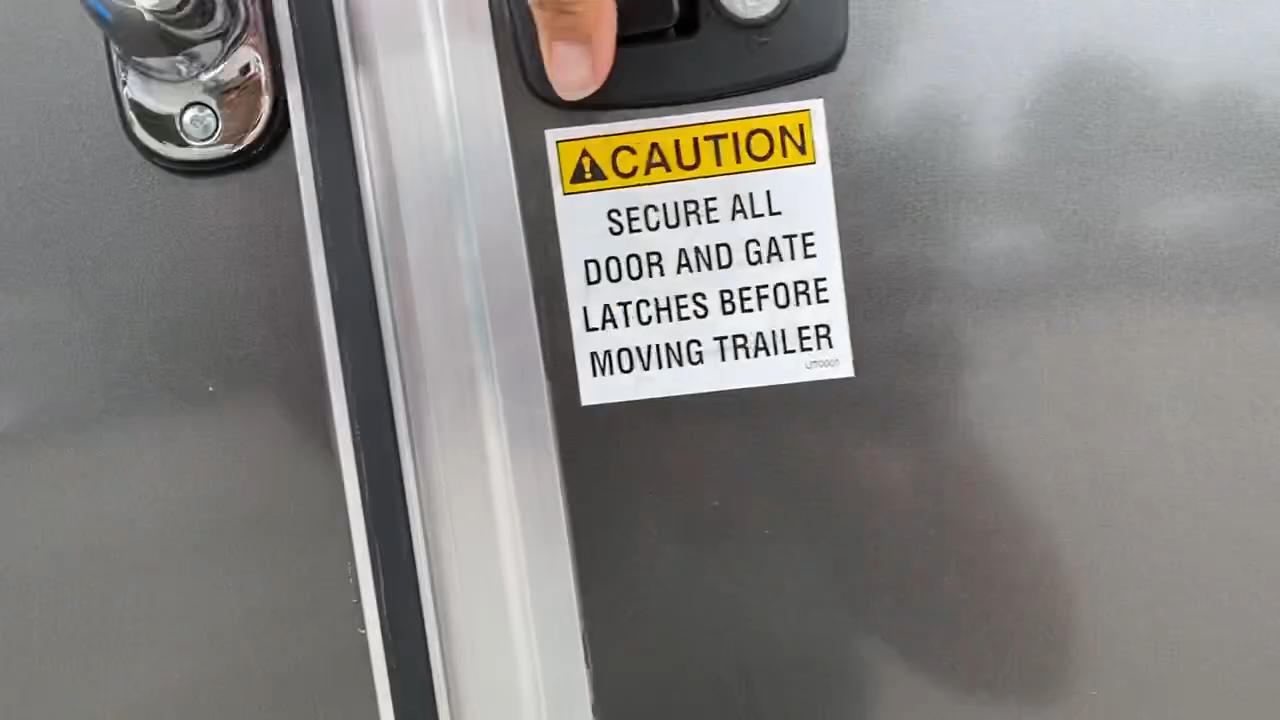 CAUTION
SECURE ALL
DOOR AND GATE
LATCHES BEFORE
MOVING TRAILER